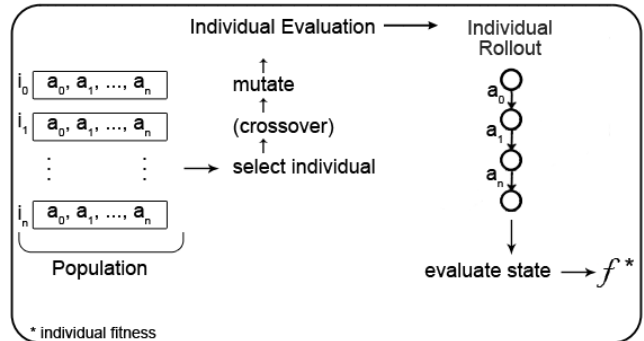 Individual Evaluation
Individual
Rollout
i0 a0, a1, ..., an
i1 a0, a1, ..., an
in a0, a1, ..., an
Population
mutate
(crossover)
select individual
a0
a1
an
evaluate state
f*
* individual fitness